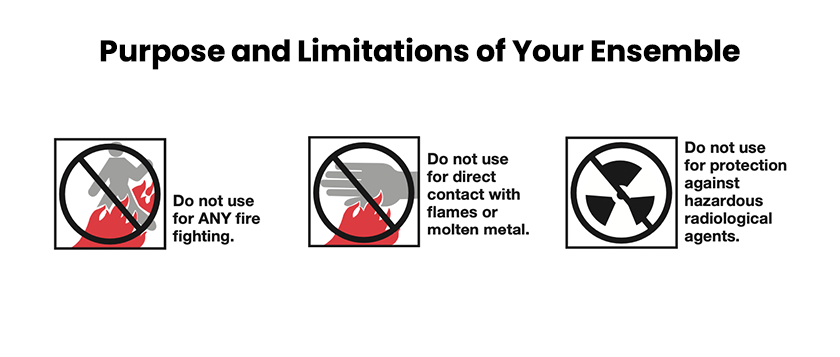 Purpose and Limitations of Your Ensemble
Do not use
for ANY fire
fighting.
Do not use
for direct
contact with
flames or
molten metal.
Do not use
for protection
against
hazardous
radiological
agents.